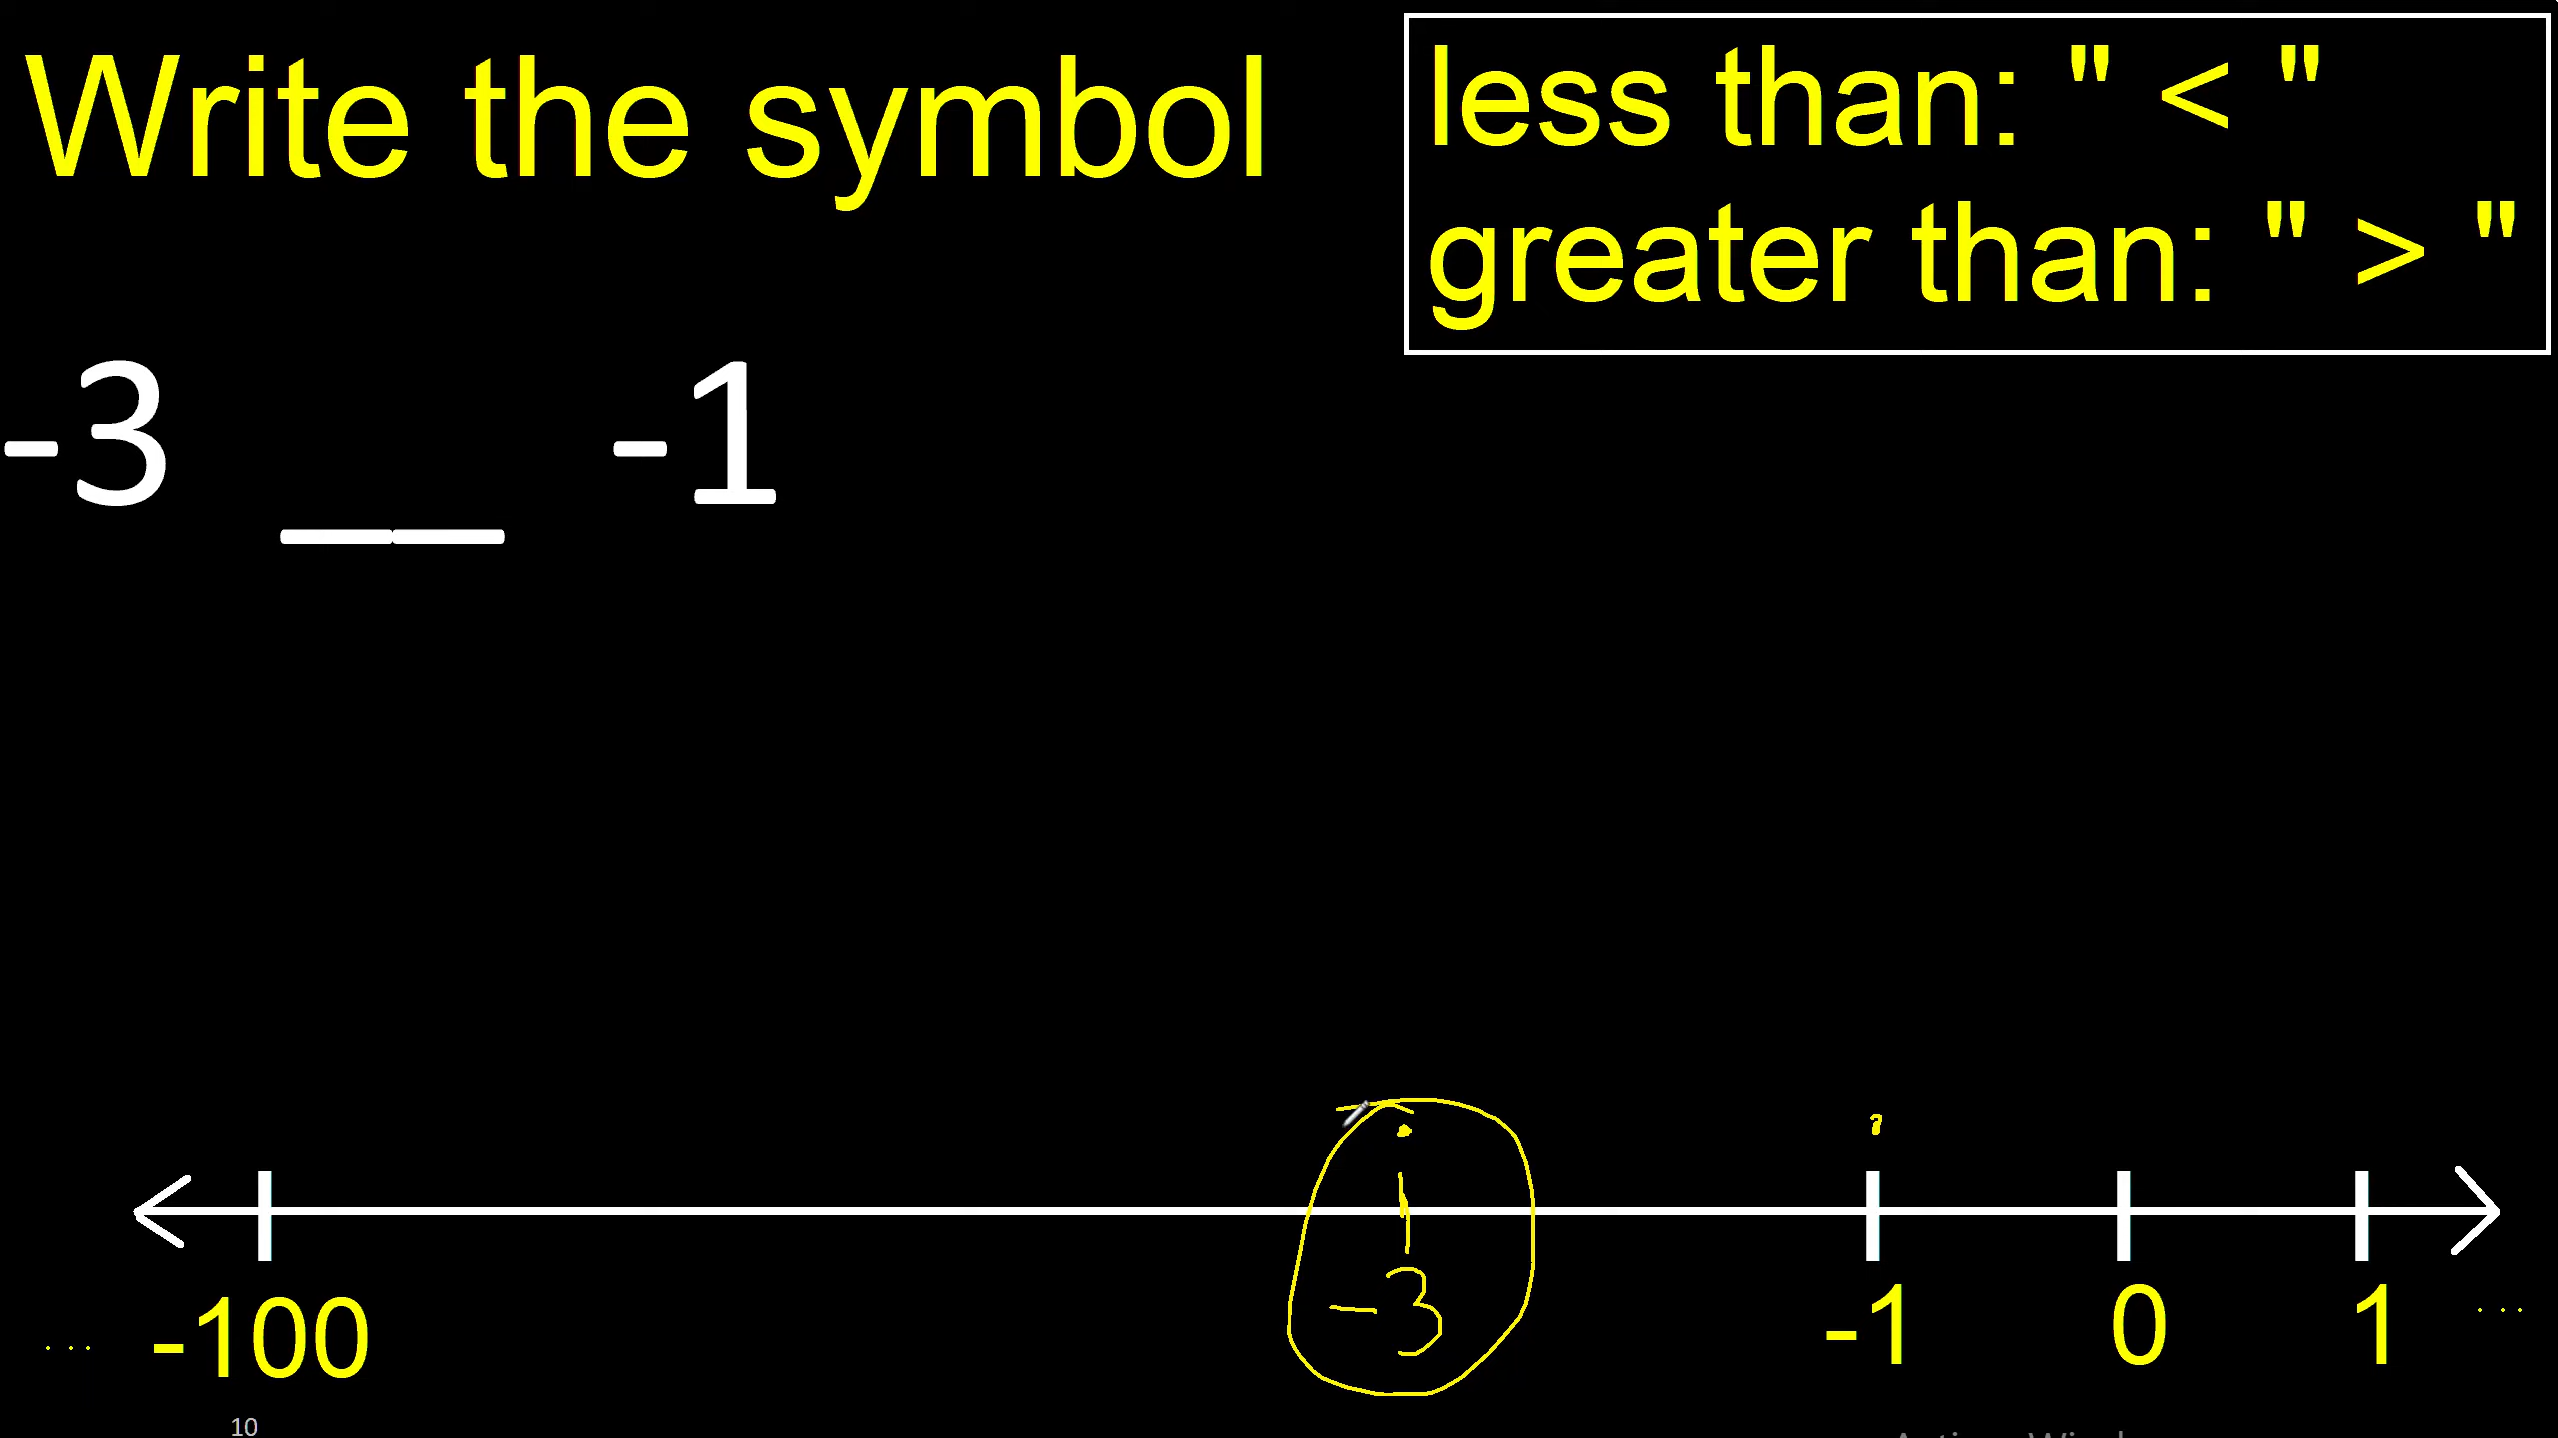 Write the symbol
less than: " < "
greater than: " > "
-3 __ -1
-3
... -100 -1 0 1 ...
10